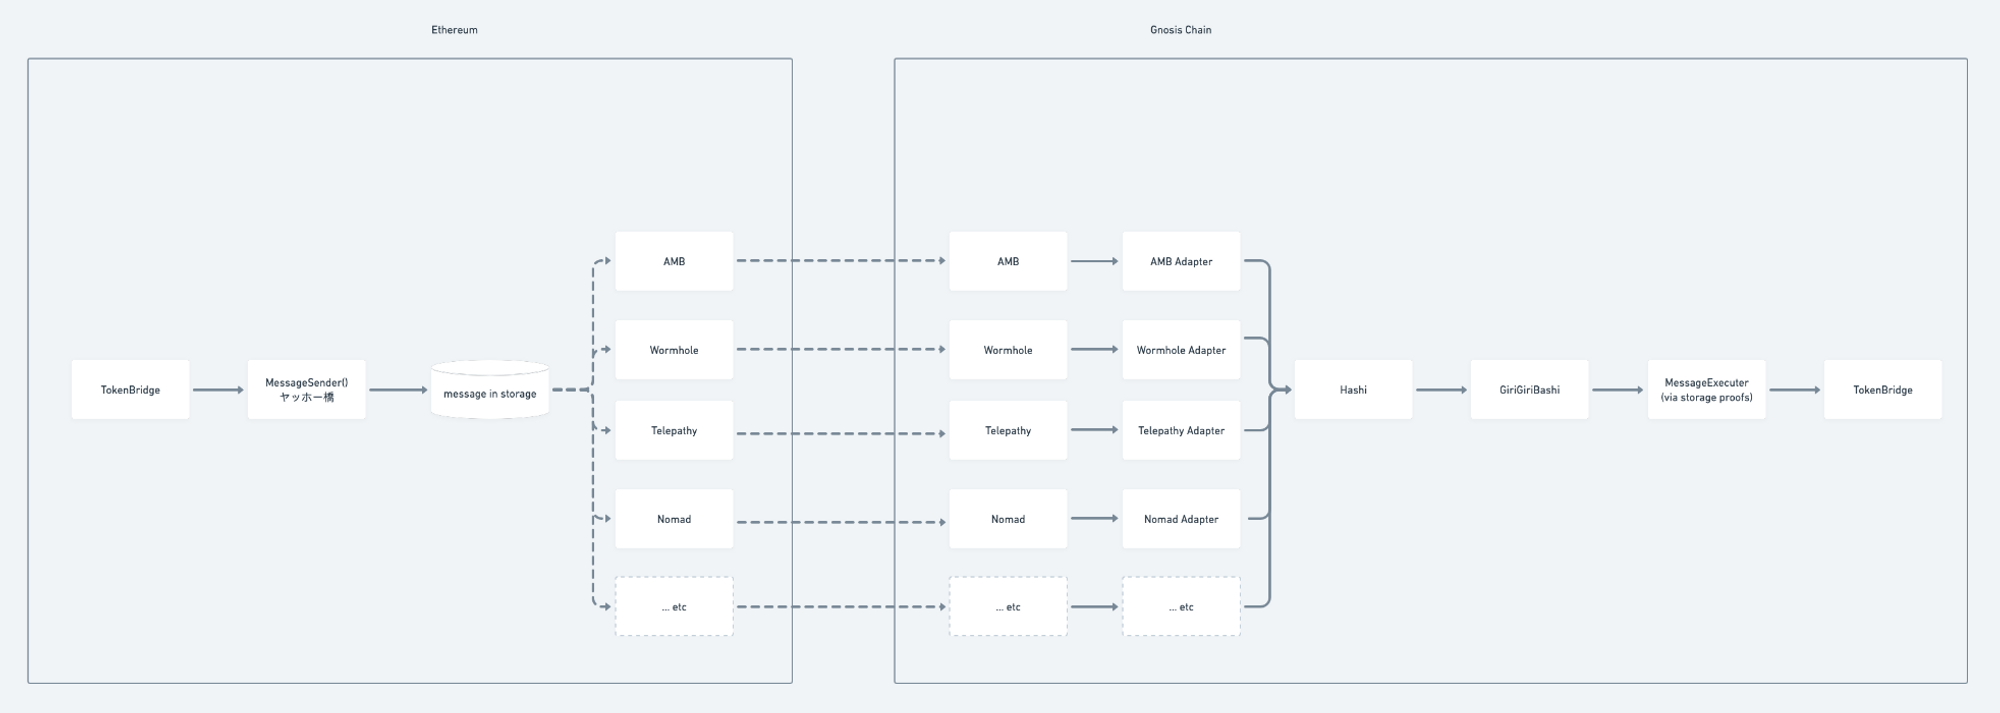 Ethereum
Gnosis Chain
AMB
AMB
AMB Adapter
Wormhole
Wormhole
Wormhole Adapter
TokenBridge
MessageSender()
ヤッホー橋
message in storage
Hashi
GiriGiriBashi
MessageExecuter
(via storage proofs)
TokenBridge
Telepathy
Telepathy
Telepathy Adapter
Nomad
Nomad
Nomad Adapter
... etc
... etc
... etc